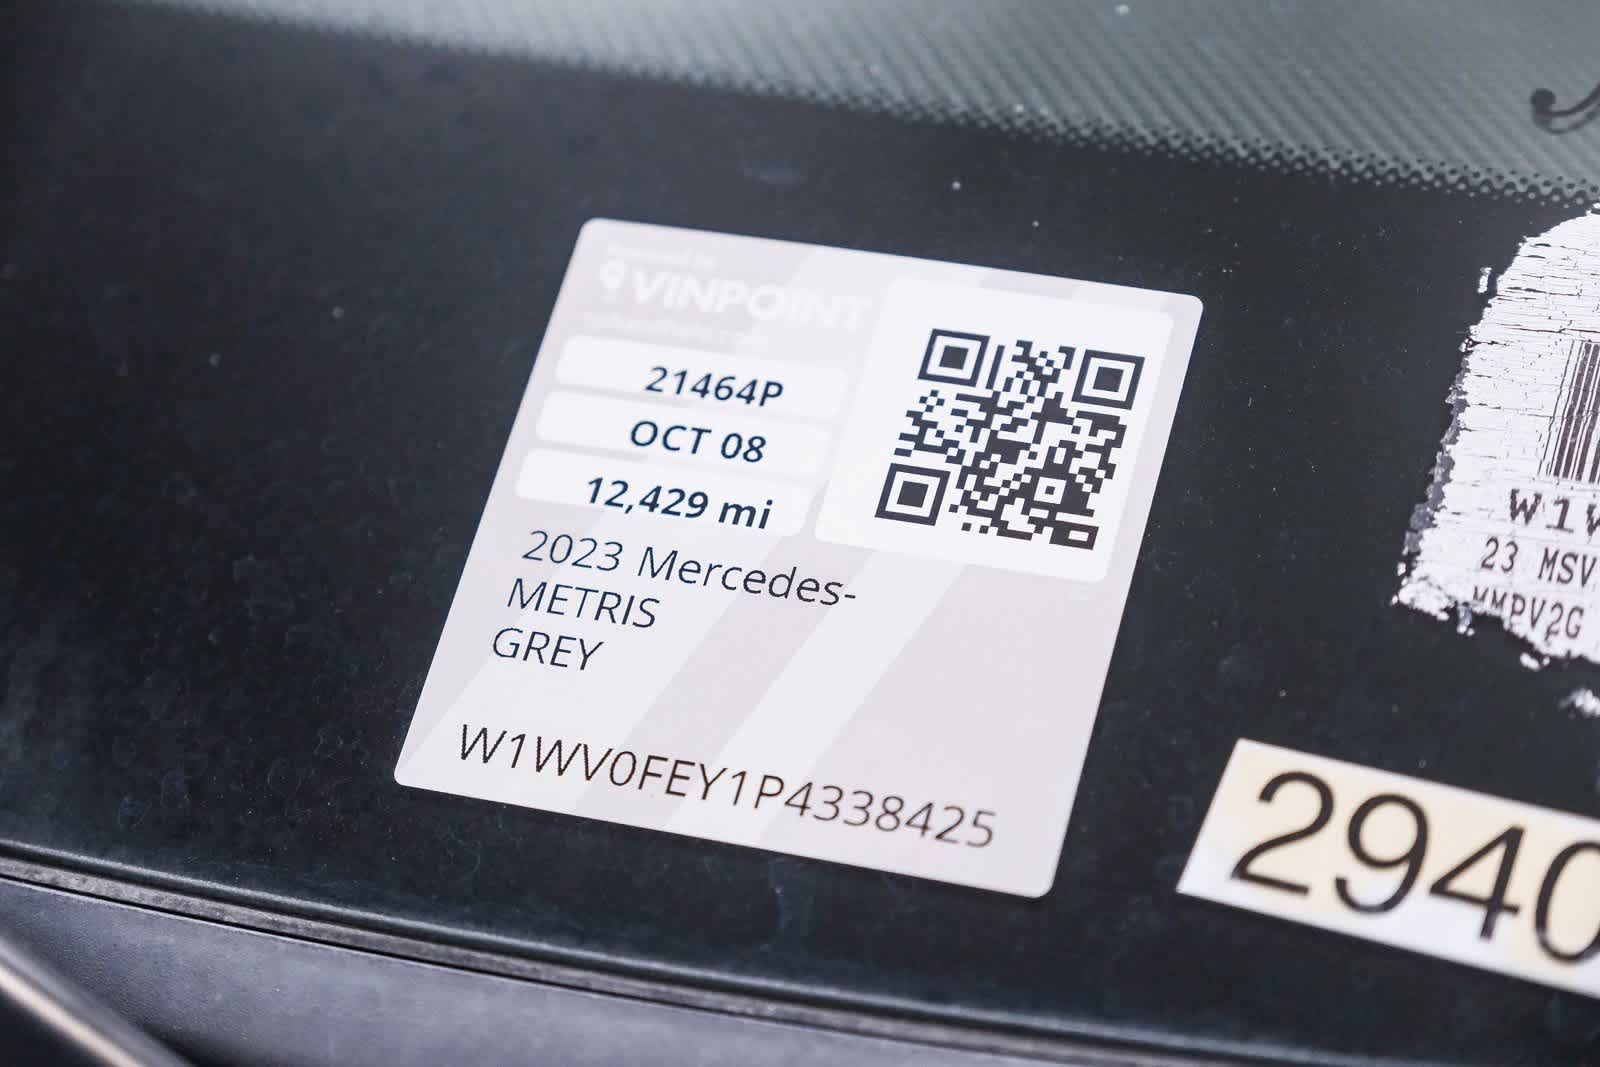 VINPOINT
21464P
OCT 08
12,429 mi
2023 Mercedes-
METRIS
GREY
W1WV0FEY1P4338425
W1W
23 MSV
MMPV2G
2940